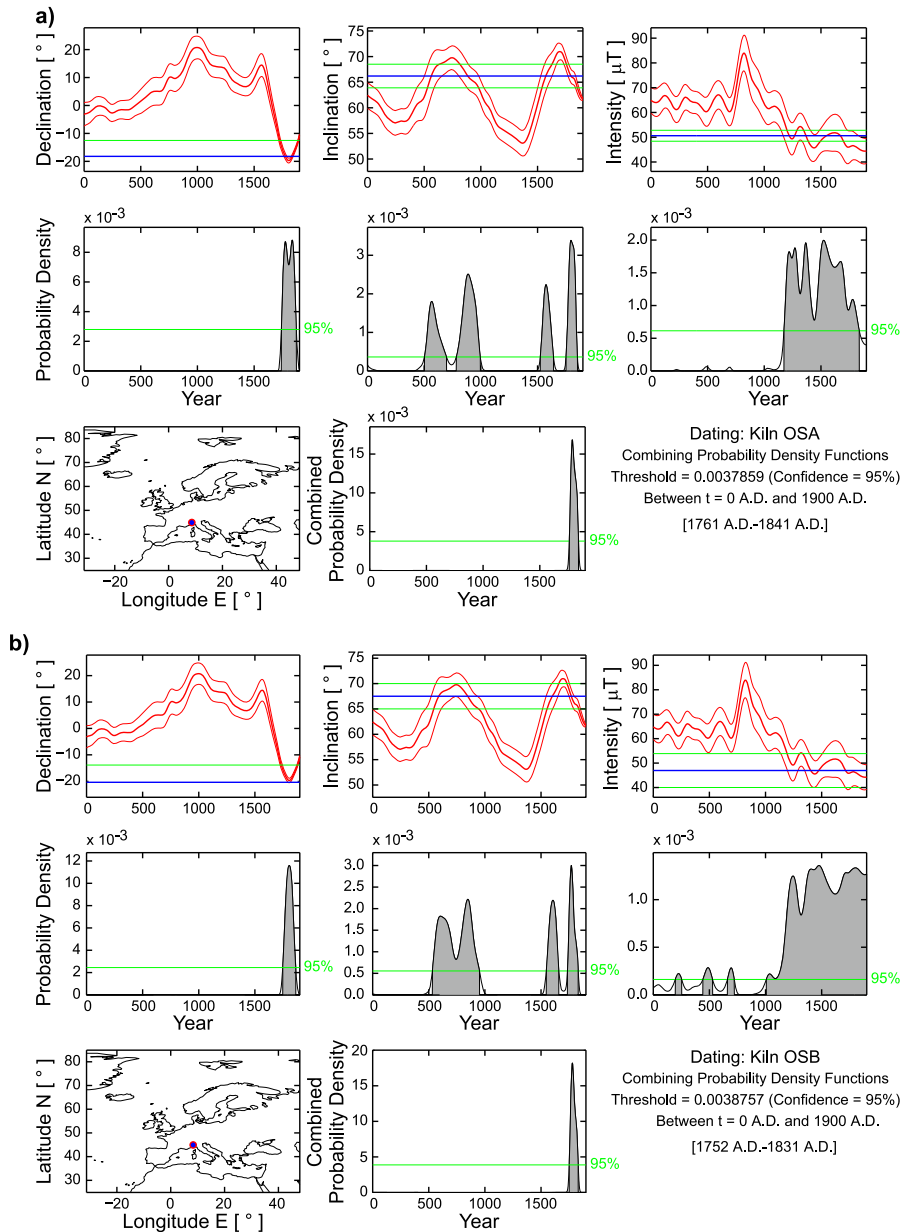 a)
Declination [ ° ]
20
10
0
−10
−20
0 500 1000 1500
Inclination [ ° ]
75
70
65
60
55
50
0 500 1000 1500
Intensity [ μT ]
90
80
70
60
50
40
0 500 1000 1500
x 10⁻³
Probability Density
8
6
4
2
0
95%
0 500 1000 1500
Year
x 10⁻³
3
2
1
0
95%
0 500 1000 1500
Year
x 10⁻³
2.0
1.5
1.0
0.5
0.0
95%
0 500 1000 1500
Year
Latitude N [ ° ]
80
70
60
50
40
30
−20 0 20 40
Longitude E [ ° ]
x 10⁻³
Combined
Probability Density
15
10
5
0
95%
0 500 1000 1500
Year
Dating: Kiln OSA
Combining Probability Density Functions
Threshold = 0.0037859 (Confidence = 95%)
Between t = 0 A.D. and 1900 A.D.
[1761 A.D.-1841 A.D.]
b)
Declination [ ° ]
20
10
0
−10
−20
0 500 1000 1500
Inclination [ ° ]
75
70
65
60
55
50
0 500 1000 1500
Intensity [ μT ]
90
80
70
60
50
40
0 500 1000 1500
x 10⁻³
Probability Density
12
10
8
6
4
2
0
95%
0 500 1000 1500
Year
x 10⁻³
3.0
2.5
2.0
1.5
1.0
0.5
0.0
95%
0 500 1000 1500
Year
x 10⁻³
1.0
0.5
0
95%
0 500 1000 1500
Year
Latitude N [ ° ]
80
70
60
50
40
30
−20 0 20 40
Longitude E [ ° ]
x 10⁻³
Combined
Probability Density
20
15
10
5
0
95%
0 500 1000 1500
Year
Dating: Kiln OSB
Combining Probability Density Functions
Threshold = 0.0038757 (Confidence = 95%)
Between t = 0 A.D. and 1900 A.D.
[1752 A.D.-1831 A.D.]